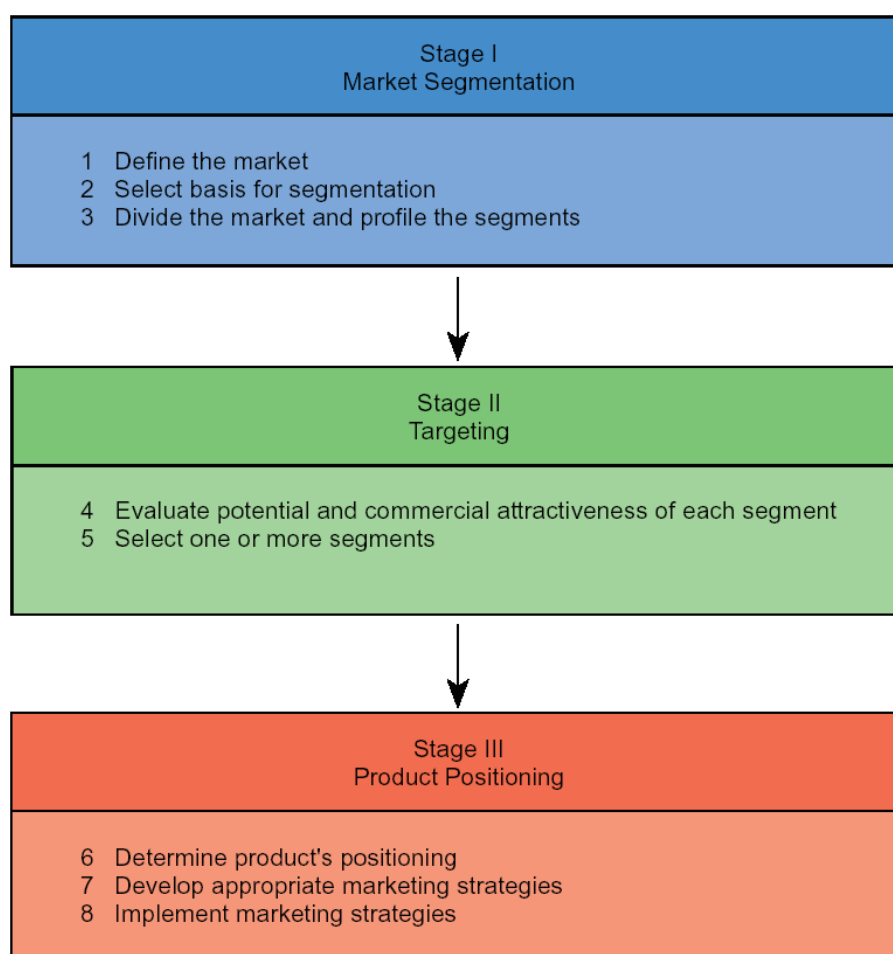 Stage I
Market Segmentation
1 Define the market
2 Select basis for segmentation
3 Divide the market and profile the segments
Stage II
Targeting
4 Evaluate potential and commercial attractiveness of each segment
5 Select one or more segments
Stage III
Product Positioning
6 Determine product's positioning
7 Develop appropriate marketing strategies
8 Implement marketing strategies